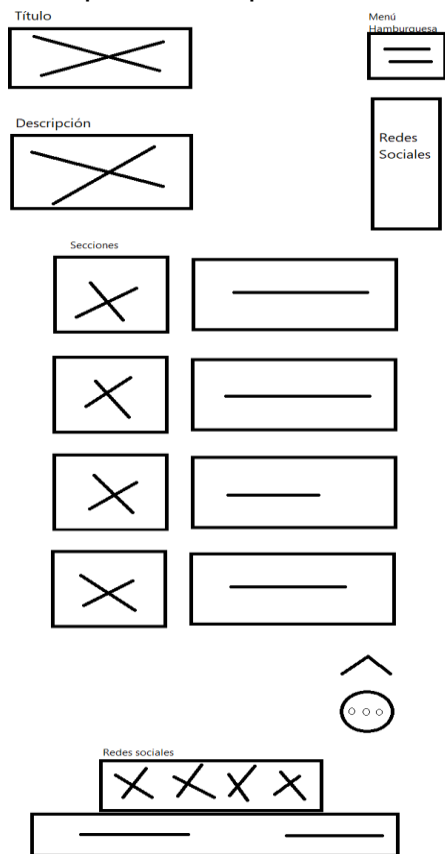 Título
Menú
Hamburguesa
Descripción
Redes
Sociales
Secciones
Redes sociales